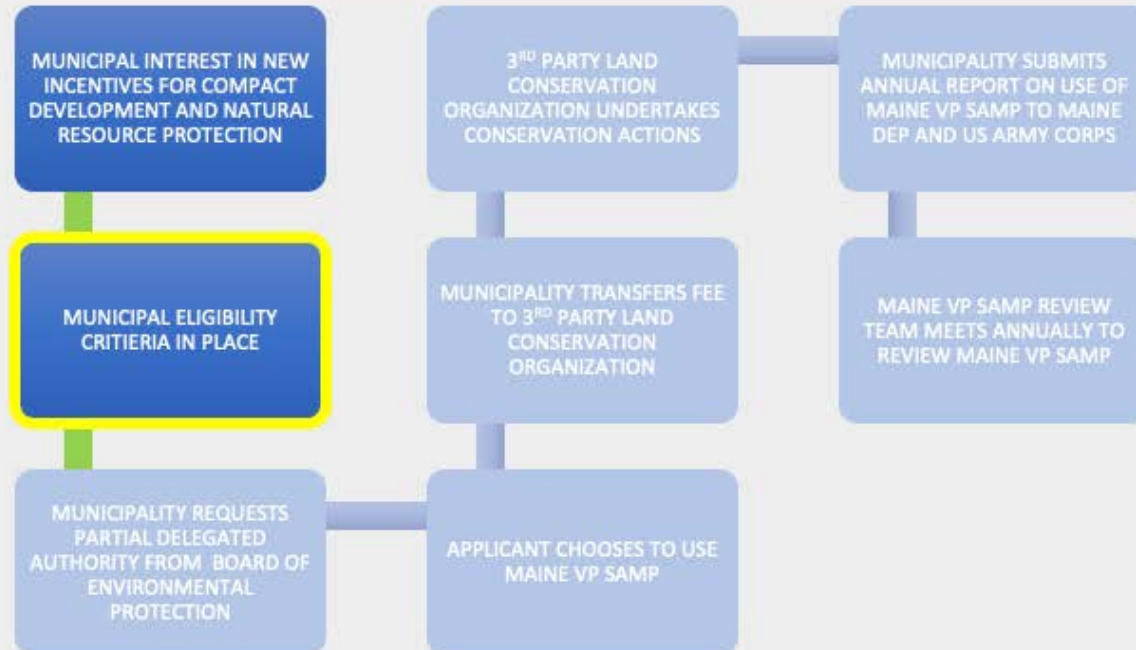 MUNICIPAL INTEREST IN NEW
INCENTIVES FOR COMPACT
DEVELOPMENT AND NATURAL
RESOURCE PROTECTION
MUNICIPAL ELIGIBILITY
CRITIERIA IN PLACE
MUNICIPALITY REQUESTS
PARTIAL DELEGATED
AUTHORITY FROM BOARD OF
ENVIRONMENTAL
PROTECTION
APPLICANT CHOOSES TO USE
MAINE VP SAMP
MUNICIPALITY TRANSFERS FEE
TO 3RD PARTY LAND
CONSERVATION
ORGANIZATION
3RD PARTY LAND
CONSERVATION
ORGANIZATION UNDERTAKES
CONSERVATION ACTIONS
MUNICIPALITY SUBMITS
ANNUAL REPORT ON USE OF
MAINE VP SAMP TO MAINE
DEP AND US ARMY CORPS
MAINE VP SAMP REVIEW
TEAM MEETS ANNUALLY TO
REVIEW MAINE VP SAMP